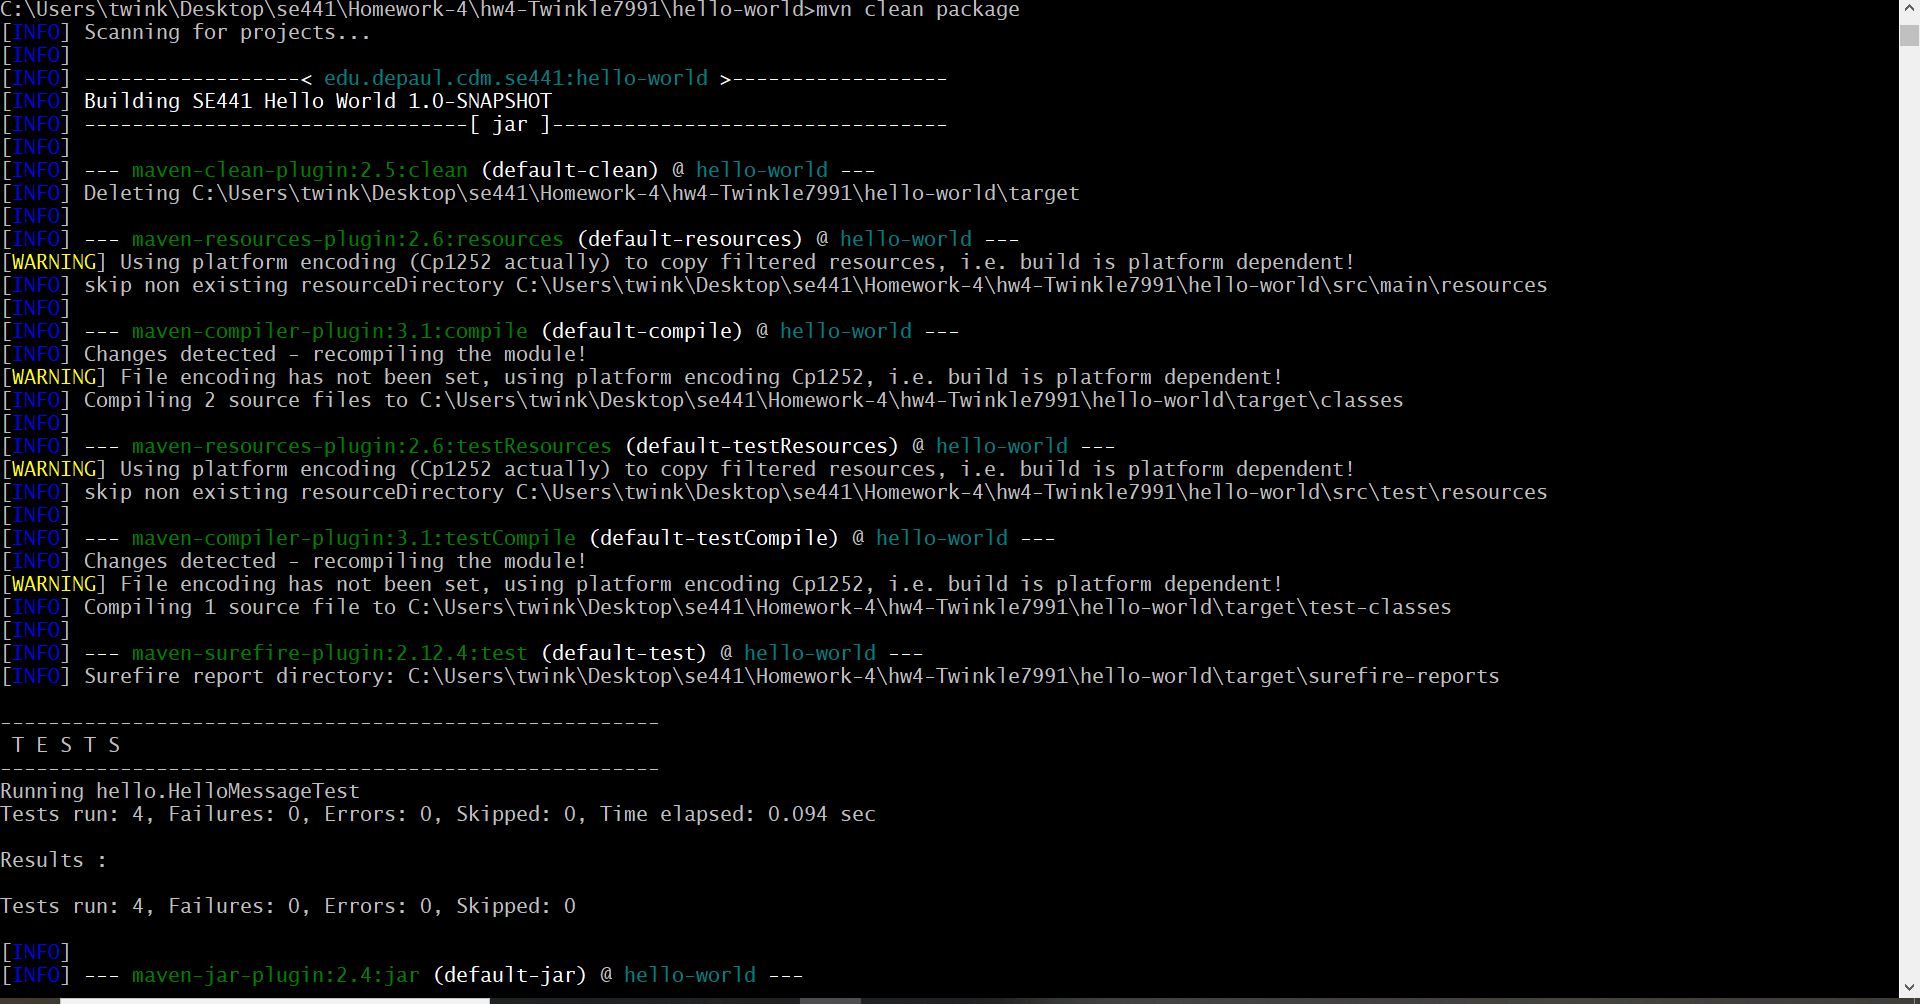 C:\Users\twink\Desktop\se441\Homework-4\hw4-Twinkle7991\hello-world>mvn clean package
[INFO] Scanning for projects...
[INFO]
[INFO] ------------------< edu.depaul.cdm.se441:hello-world >------------------
[INFO] Building SE441 Hello World 1.0-SNAPSHOT
[INFO] --------------------------------[ jar ]---------------------------------
[INFO]
[INFO] --- maven-clean-plugin:2.5:clean (default-clean) @ hello-world ---
[INFO] Deleting C:\Users\twink\Desktop\se441\Homework-4\hw4-Twinkle7991\hello-world\target
[INFO]
[INFO] --- maven-resources-plugin:2.6:resources (default-resources) @ hello-world ---
[WARNING] Using platform encoding (Cp1252 actually) to copy filtered resources, i.e. build is platform dependent!
[INFO] skip non existing resourceDirectory C:\Users\twink\Desktop\se441\Homework-4\hw4-Twinkle7991\hello-world\src\main\resources
[INFO]
[INFO] --- maven-compiler-plugin:3.1:compile (default-compile) @ hello-world ---
[INFO] Changes detected - recompiling the module!
[WARNING] File encoding has not been set, using platform encoding Cp1252, i.e. build is platform dependent!
[INFO] Compiling 2 source files to C:\Users\twink\Desktop\se441\Homework-4\hw4-Twinkle7991\hello-world\target\classes
[INFO]
[INFO] --- maven-resources-plugin:2.6:testResources (default-testResources) @ hello-world ---
[WARNING] Using platform encoding (Cp1252 actually) to copy filtered resources, i.e. build is platform dependent!
[INFO] skip non existing resourceDirectory C:\Users\twink\Desktop\se441\Homework-4\hw4-Twinkle7991\hello-world\src\test\resources
[INFO]
[INFO] --- maven-compiler-plugin:3.1:testCompile (default-testCompile) @ hello-world ---
[INFO] Changes detected - recompiling the module!
[WARNING] File encoding has not been set, using platform encoding Cp1252, i.e. build is platform dependent!
[INFO] Compiling 1 source file to C:\Users\twink\Desktop\se441\Homework-4\hw4-Twinkle7991\hello-world\target\test-classes
[INFO]
[INFO] --- maven-surefire-plugin:2.12.4:test (default-test) @ hello-world ---
[INFO] Surefire report directory: C:\Users\twink\Desktop\se441\Homework-4\hw4-Twinkle7991\hello-world\target\surefire-reports
-------------------------------------------------------
T E S T S
-------------------------------------------------------
Running hello.HelloMessageTest
Tests run: 4, Failures: 0, Errors: 0, Skipped: 0, Time elapsed: 0.094 sec
Results :
Tests run: 4, Failures: 0, Errors: 0, Skipped: 0
[INFO]
[INFO] --- maven-jar-plugin:2.4:jar (default-jar) @ hello-world ---